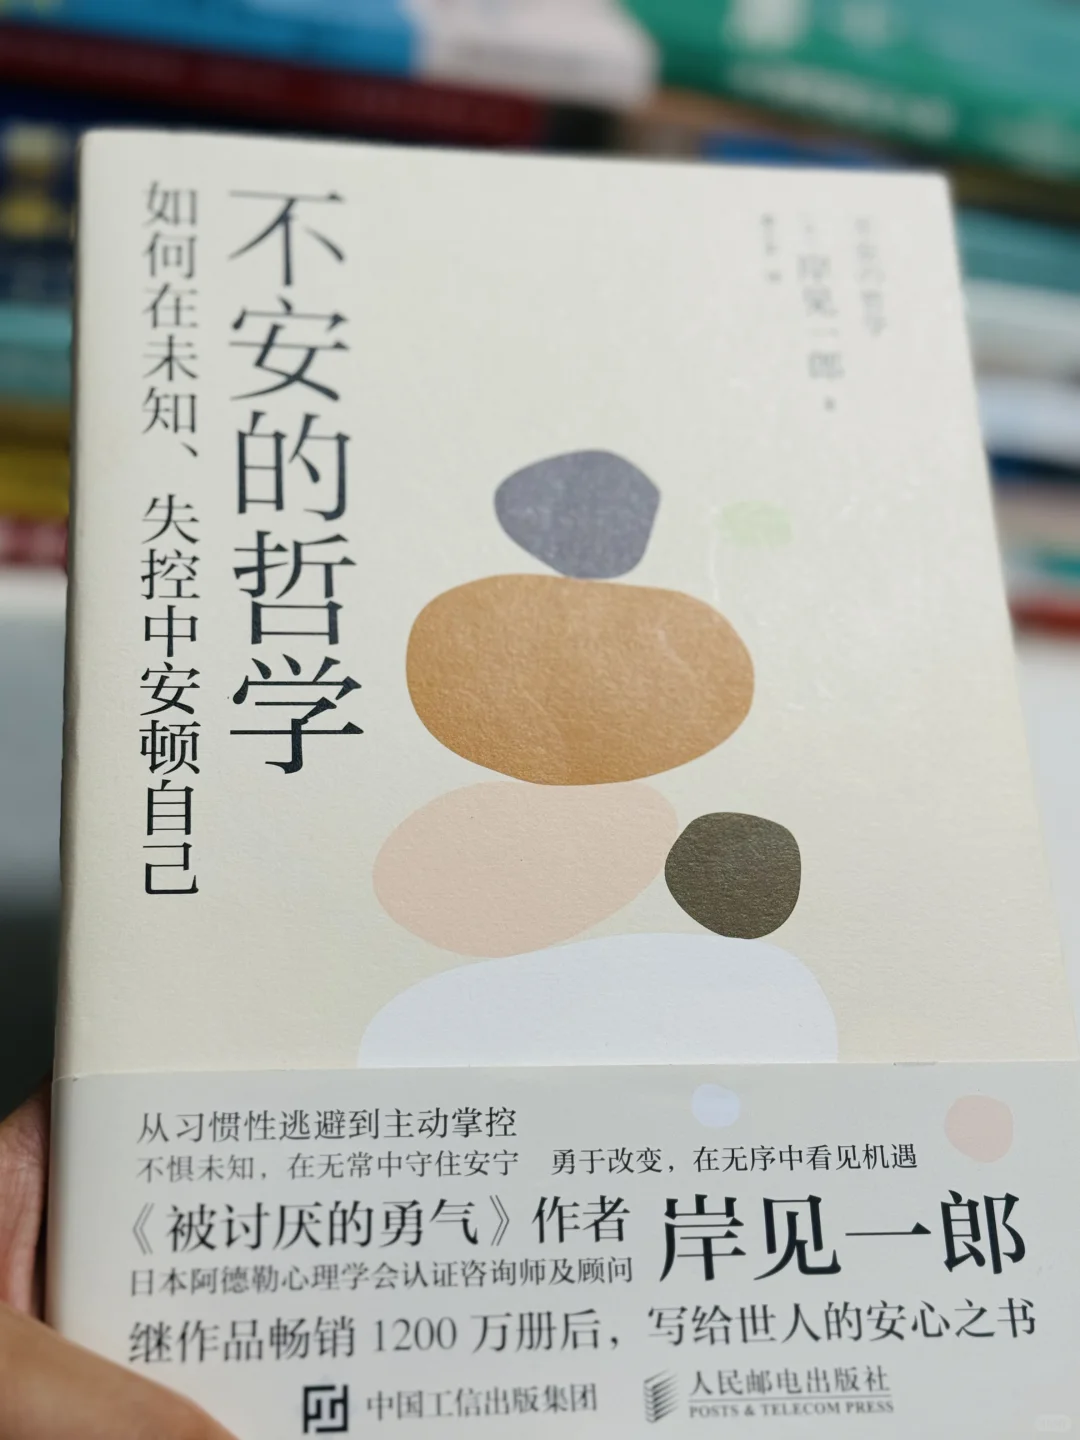 不安的哲学
如何在未知、失控中安顿自己
岸见一郎
从习惯性逃避到主动掌控
不惧未知，在无常中守住安宁 勇于改变，在无序中看见机遇
《被讨厌的勇气》作者 岸见一郎
日本阿德勒心理学会认证咨询师及顾问
继作品畅销 1200 万册后，写给世人的安心之书
中国工信出版集团
人民邮电出版社
POSTS & TELECOM PRESS